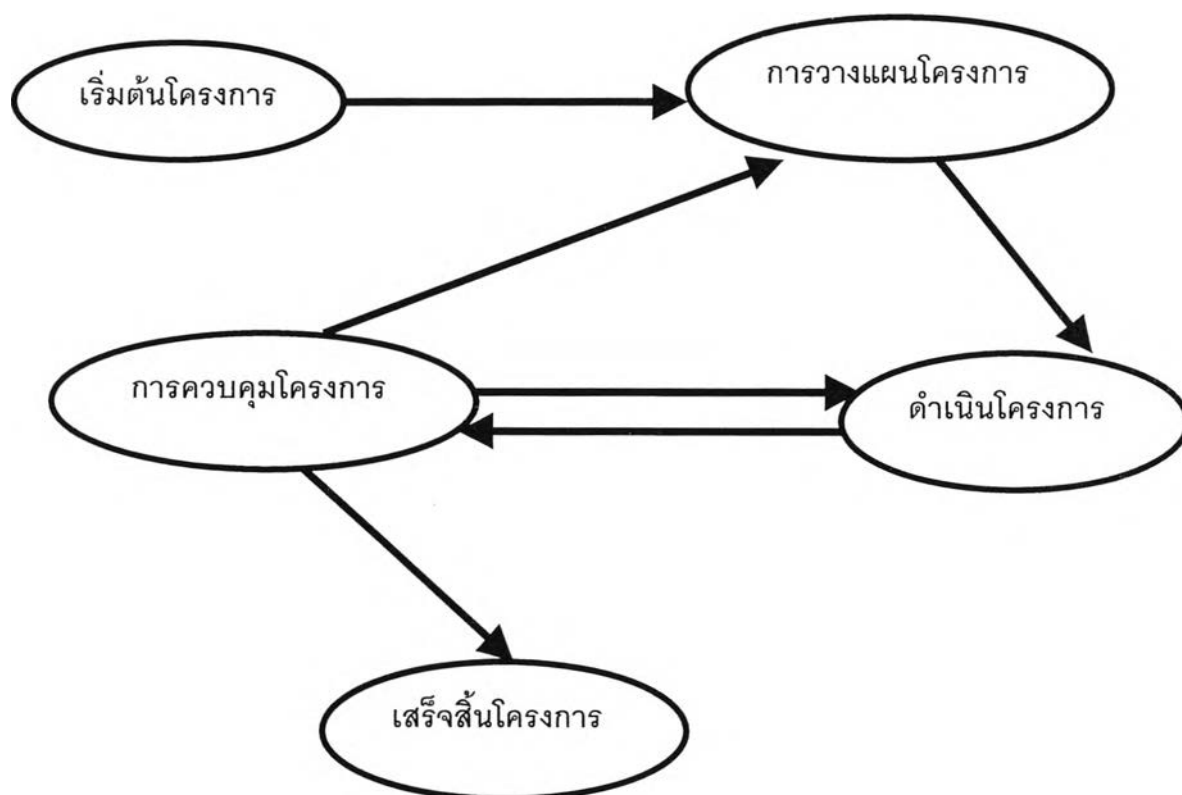 เริ่มต้นโครงการ
การวางแผนโครงการ
การควบคุมโครงการ
ดำเนินโครงการ
เสร็จสิ้นโครงการ